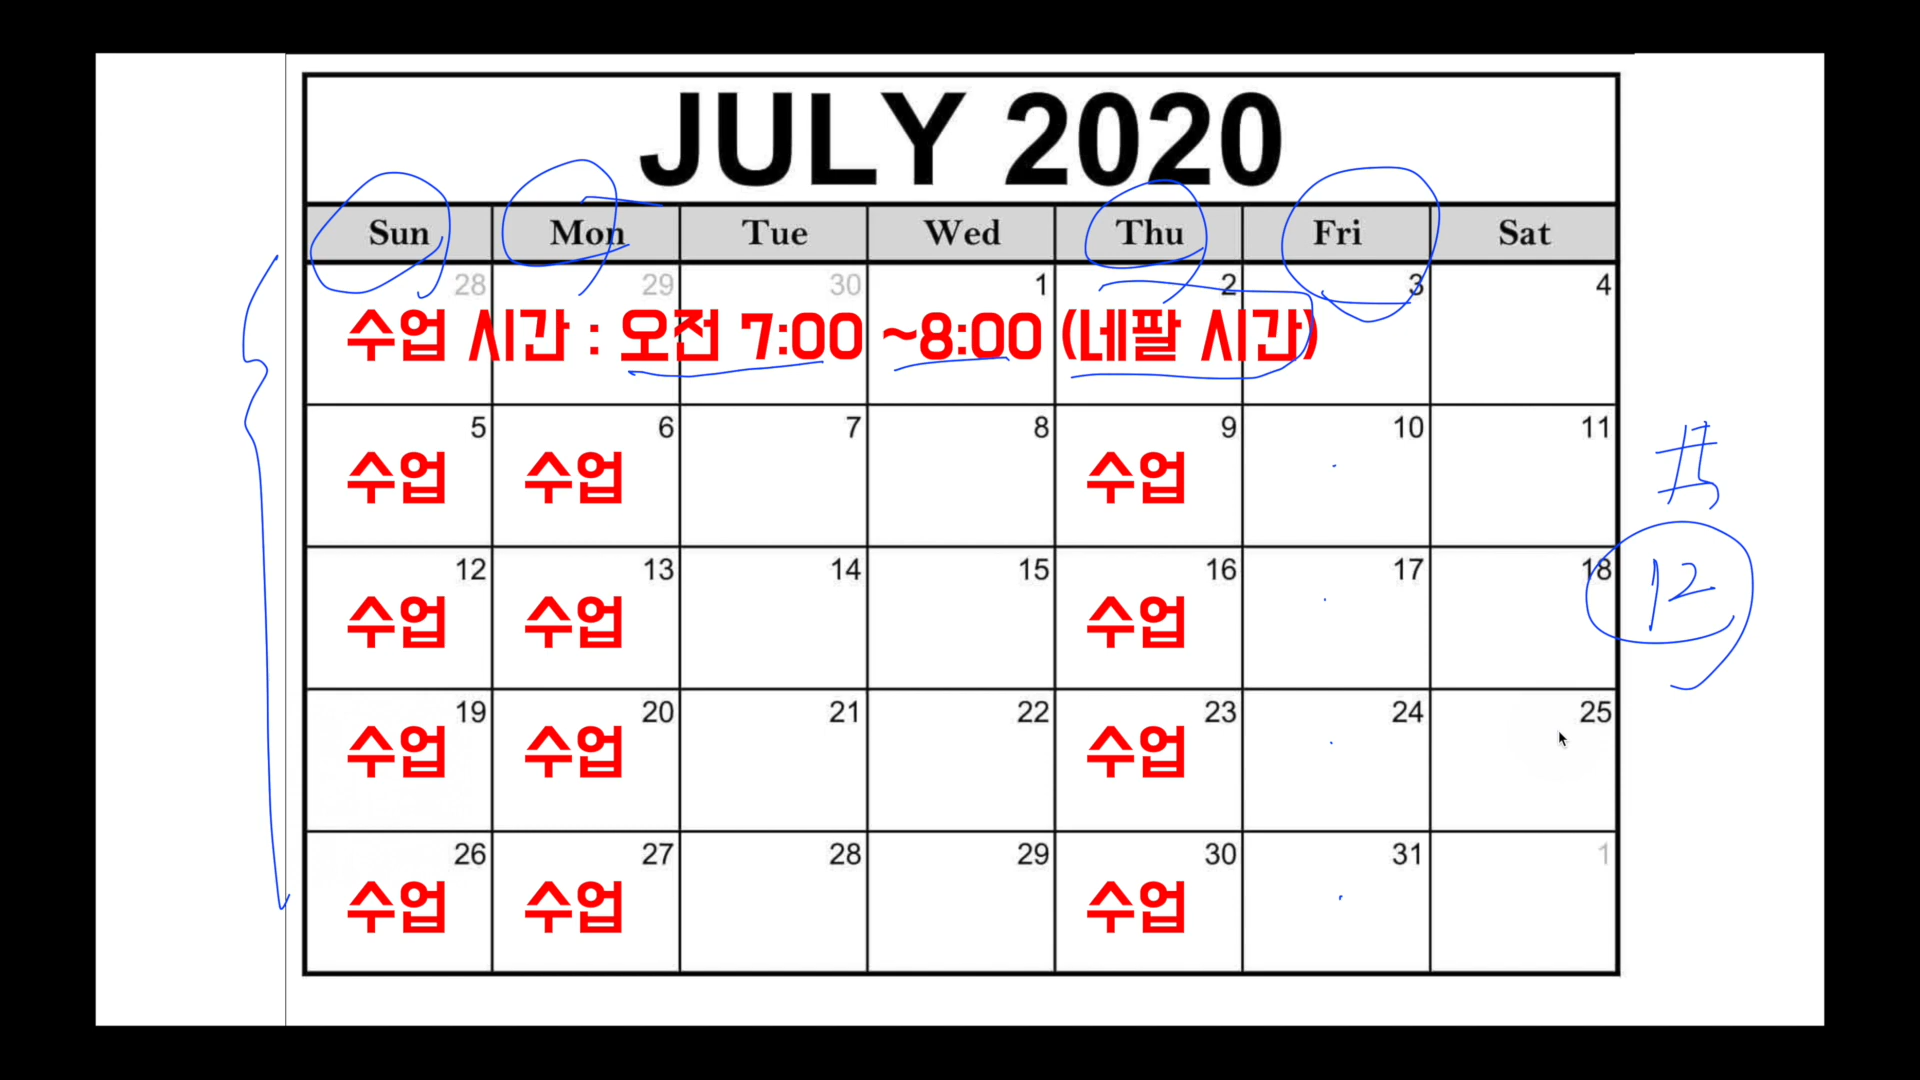 JULY 2020
Sun Mon Tue Wed Thu Fri Sat
28 29 30 1 2 3 4
수업 시간 : 오전 7:00 ~8:00 (네팔 시간)
5 6 7 8 9 10 11
수업 수업 수업
12 13 14 15 16 17 18
수업 수업 수업
12
19 20 21 22 23 24 25
수업 수업 수업
26 27 28 29 30 31 1
수업 수업 수업